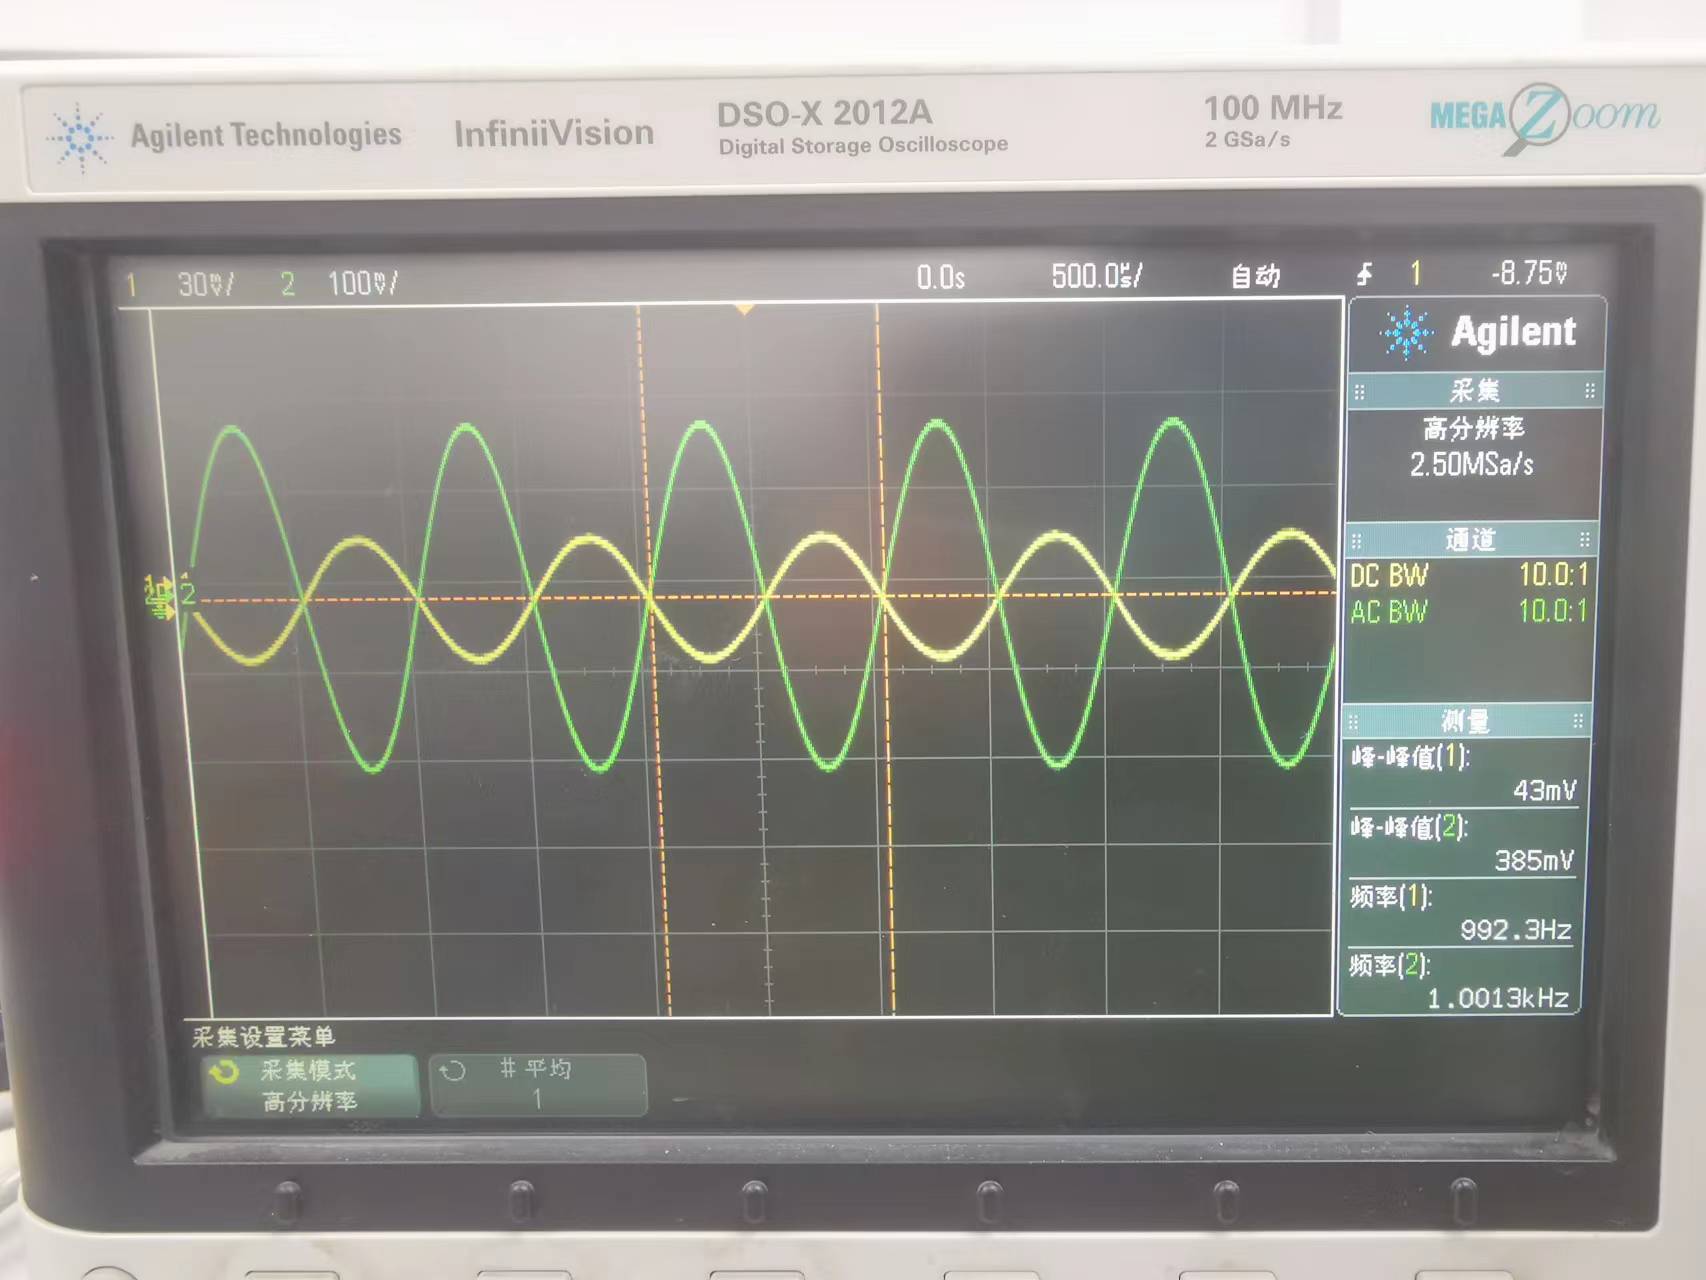 Agilent Technologies InfiniiVision DSO-X 2012A 100 MHz MEGA Zoom
Digital Storage Oscilloscope 2 GSa/s
1 30mV/ 2 100mV/ 0.0s 500.0µs/ 自动 1 -8.75V
Agilent
采集
高分辨率
2.50MSa/s
通道
DC BW 10.0:1
AC BW 10.0:1
2
测量
峰-峰值(1):
43mV
峰-峰值(2):
385mV
频率(1):
992.3Hz
频率(2):
1.0013kHz
采集设置菜单
采集模式 # 平均
高分辨率 1